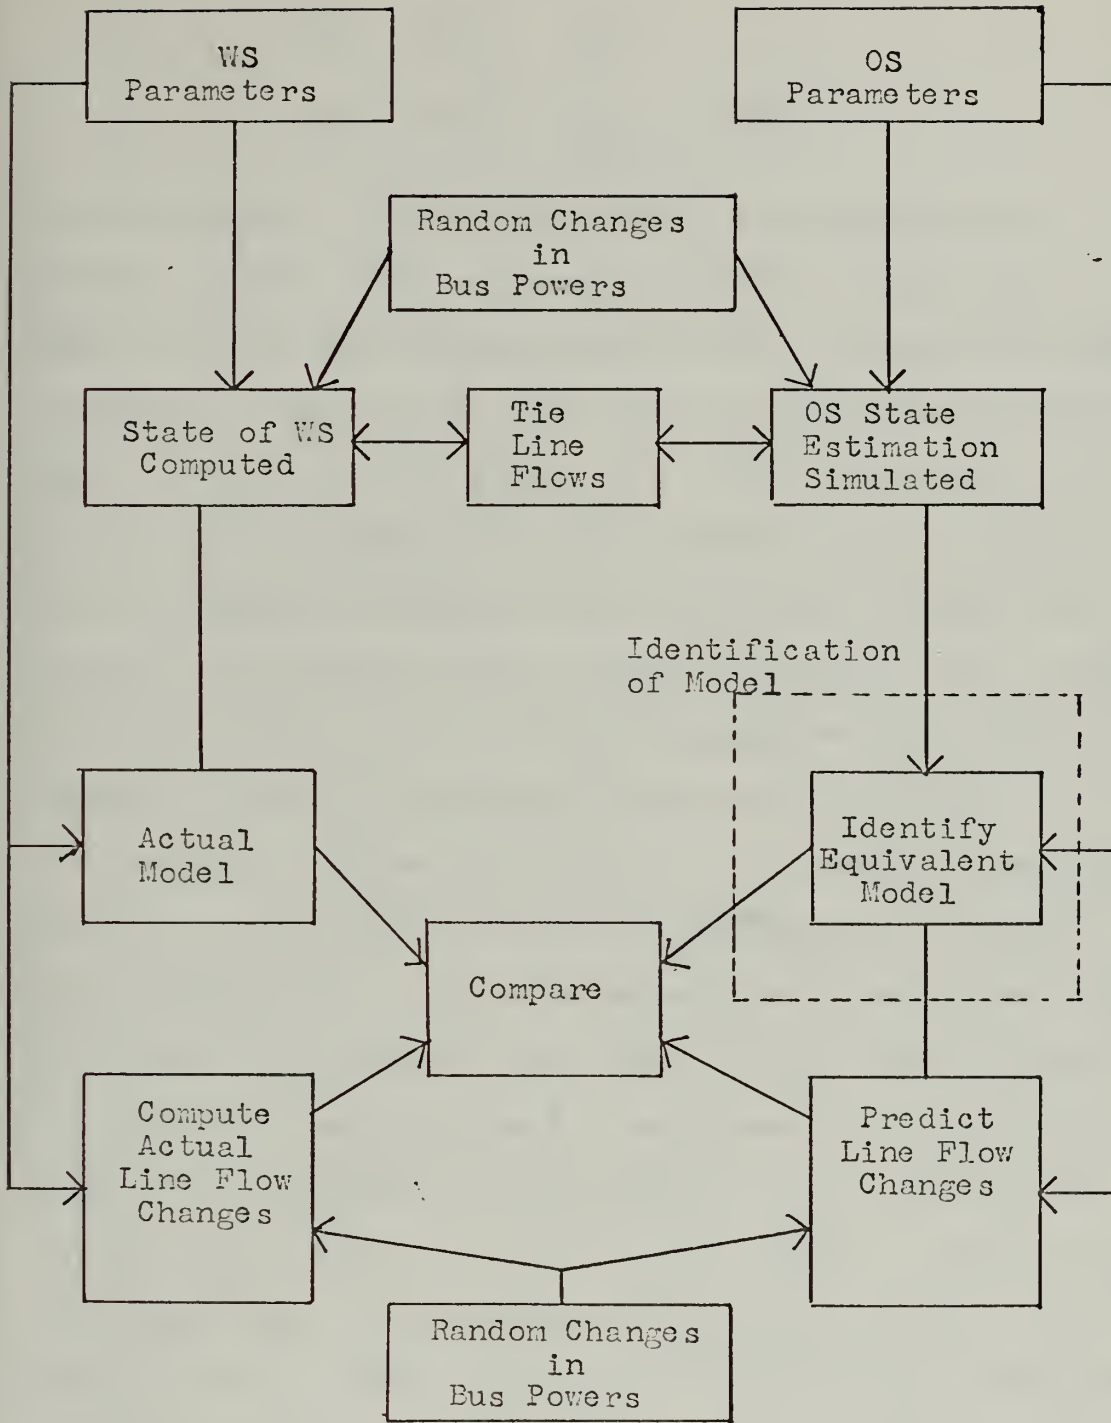 WS
Parameters
OS
Parameters
Random Changes
in
Bus Powers
State of WS
Computed
Tie
Line
Flows
OS State
Estimation
Simulated
Identification
of Model
Actual
Model
Identify
Equivalent
Model
Compare
Compute
Actual
Line Flow
Changes
Predict
Line Flow
Changes
Random Changes
in
Bus Powers